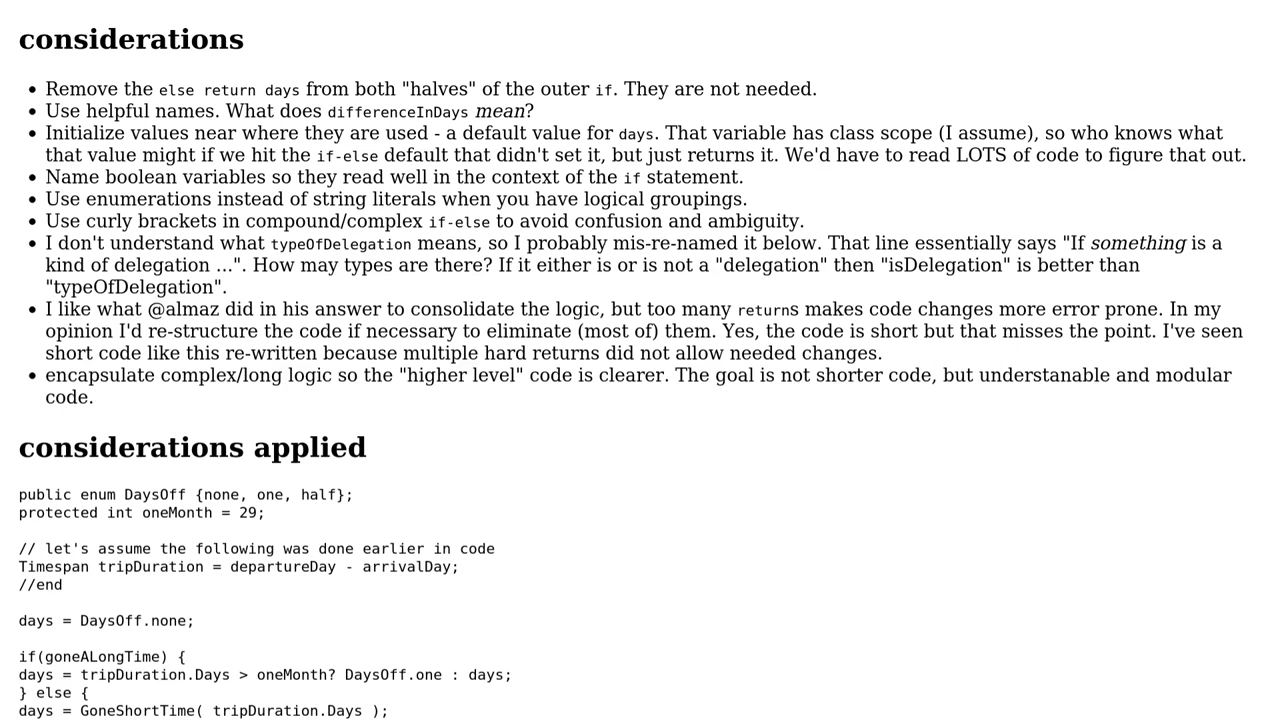 considerations
• Remove the else return days from both "halves" of the outer if. They are not needed.
• Use helpful names. What does differenceInDays mean?
• Initialize values near where they are used - a default value for days. That variable has class scope (I assume), so who knows what
that value might if we hit the if-else default that didn't set it, but just returns it. We'd have to read LOTS of code to figure that out.
• Name boolean variables so they read well in the context of the if statement.
• Use enumerations instead of string literals when you have logical groupings.
• Use curly brackets in compound/complex if-else to avoid confusion and ambiguity.
• I don't understand what typeOfDelegation means, so I probably mis-re-named it below. That line essentially says "If something is a
kind of delegation ...". How may types are there? If it either is or is not a "delegation" then "isDelegation" is better than
"typeOfDelegation".
• I like what @almaz did in his answer to consolidate the logic, but too many returns makes code changes more error prone. In my
opinion I'd re-structure the code if necessary to eliminate (most of) them. Yes, the code is short but that misses the point. I've seen
short code like this re-written because multiple hard returns did not allow needed changes.
• encapsulate complex/long logic so the "higher level" code is clearer. The goal is not shorter code, but understanable and modular
code.
considerations applied
public enum DaysOff {none, one, half};
protected int oneMonth = 29;
// let's assume the following was done earlier in code
Timespan tripDuration = departureDay - arrivalDay;
//end
days = DaysOff.none;
if(goneALongTime) {
days = tripDuration.Days > oneMonth? DaysOff.one : days;
} else {
days = GoneShortTime( tripDuration.Days );